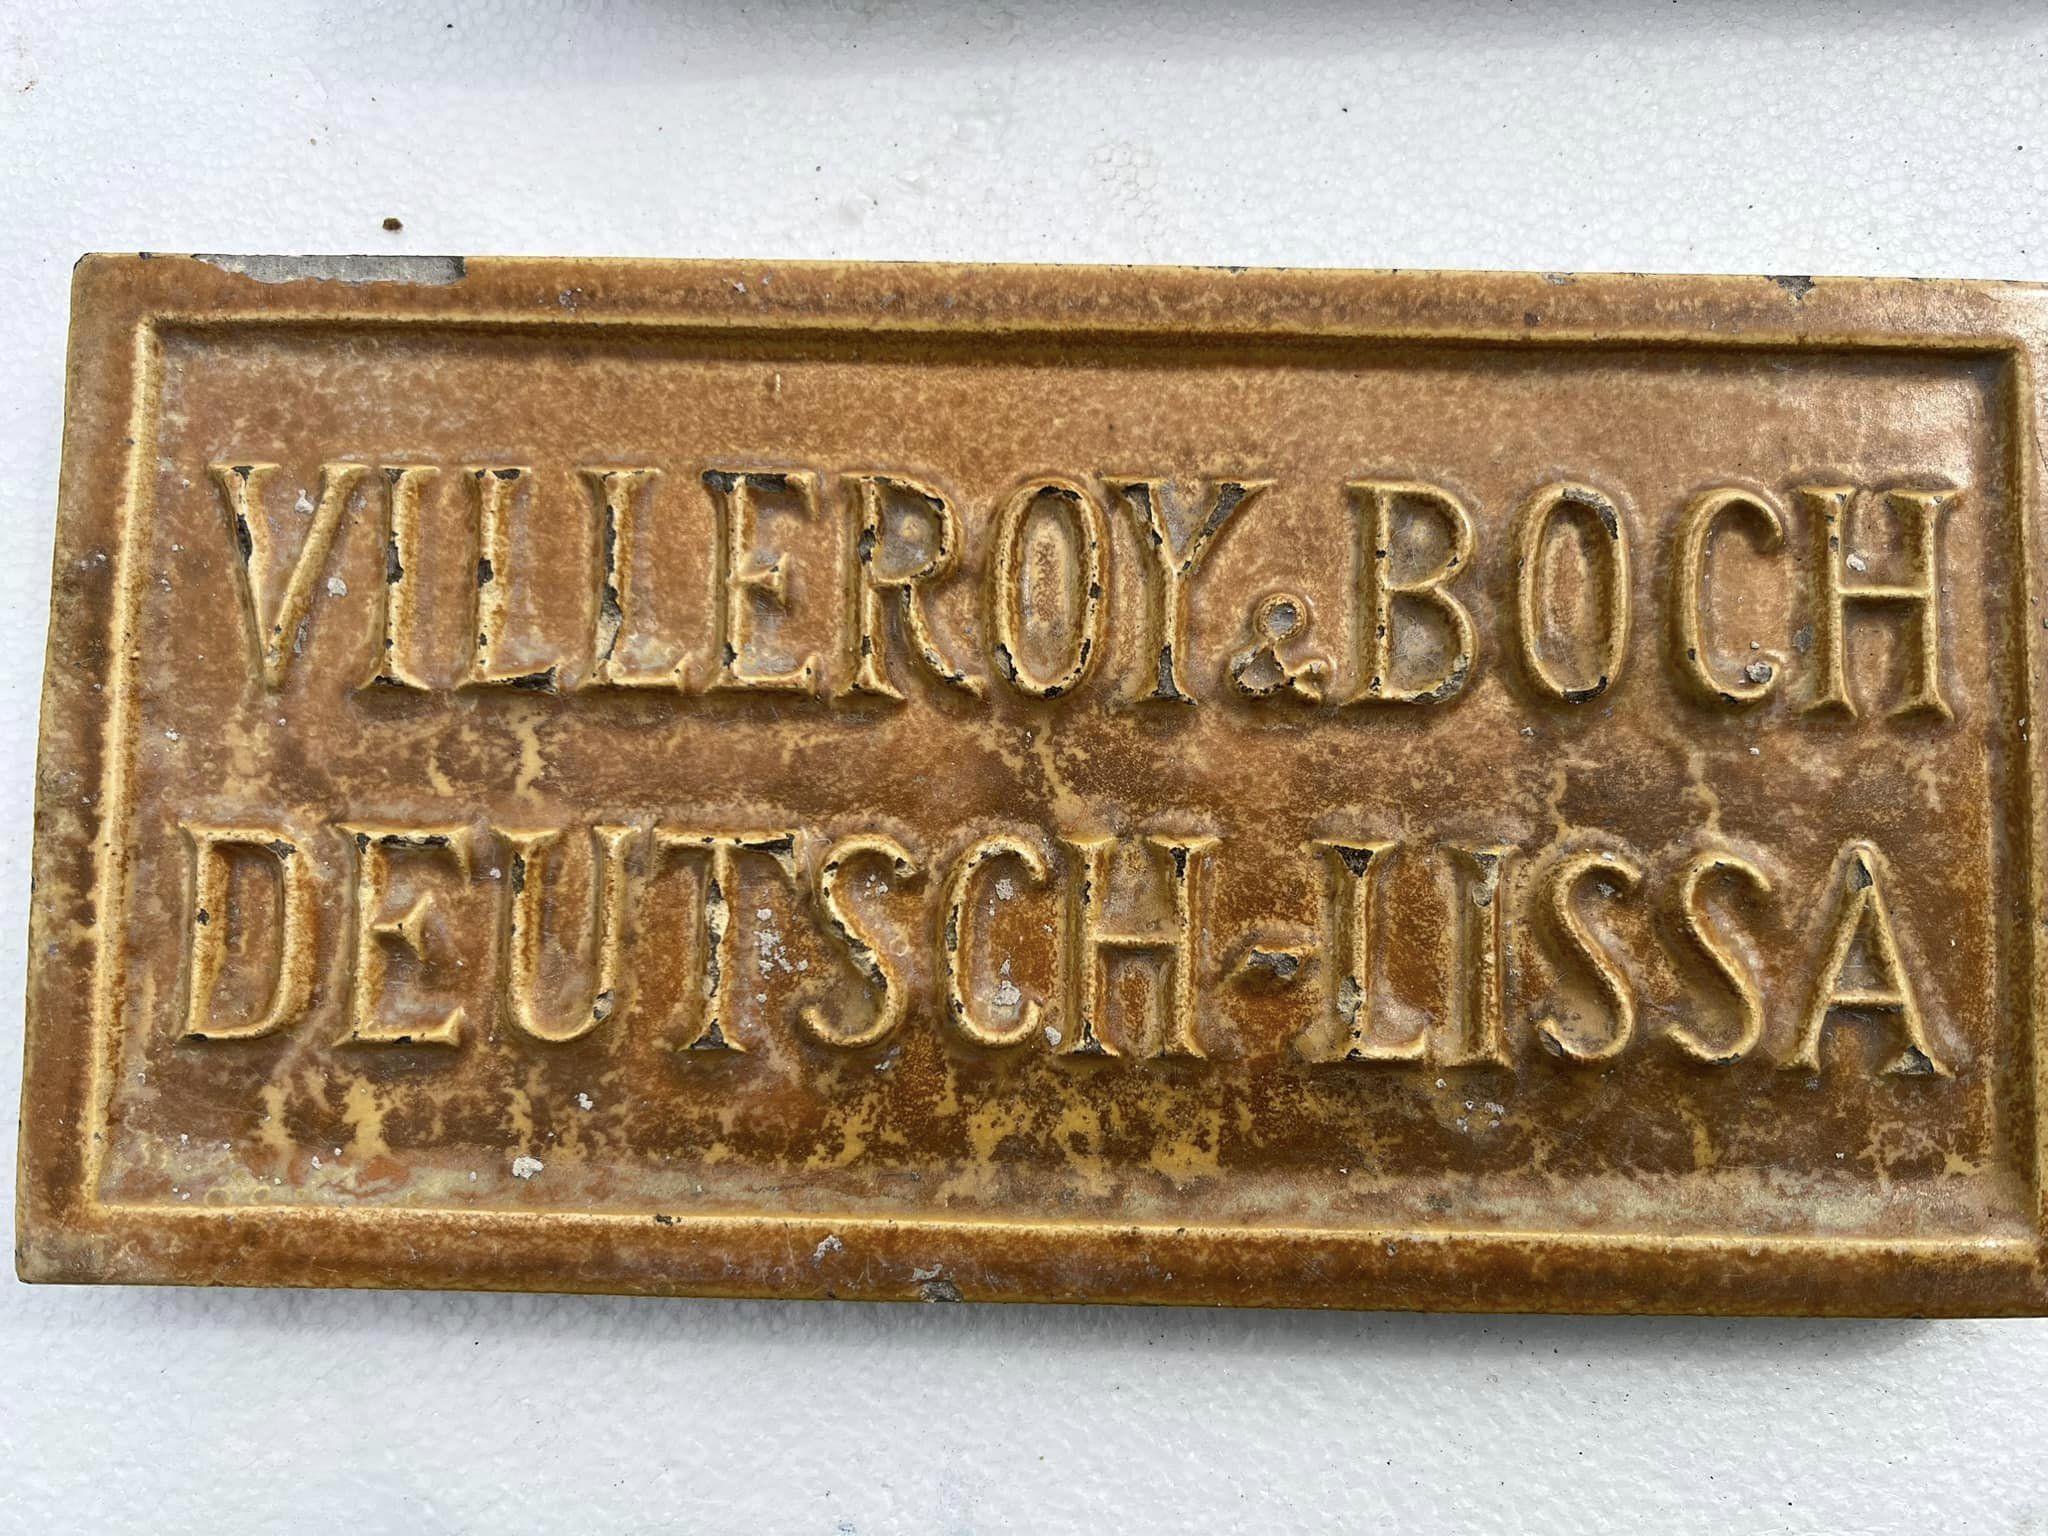 VILLEROY & BOCH
DEUTSCH-LISSA